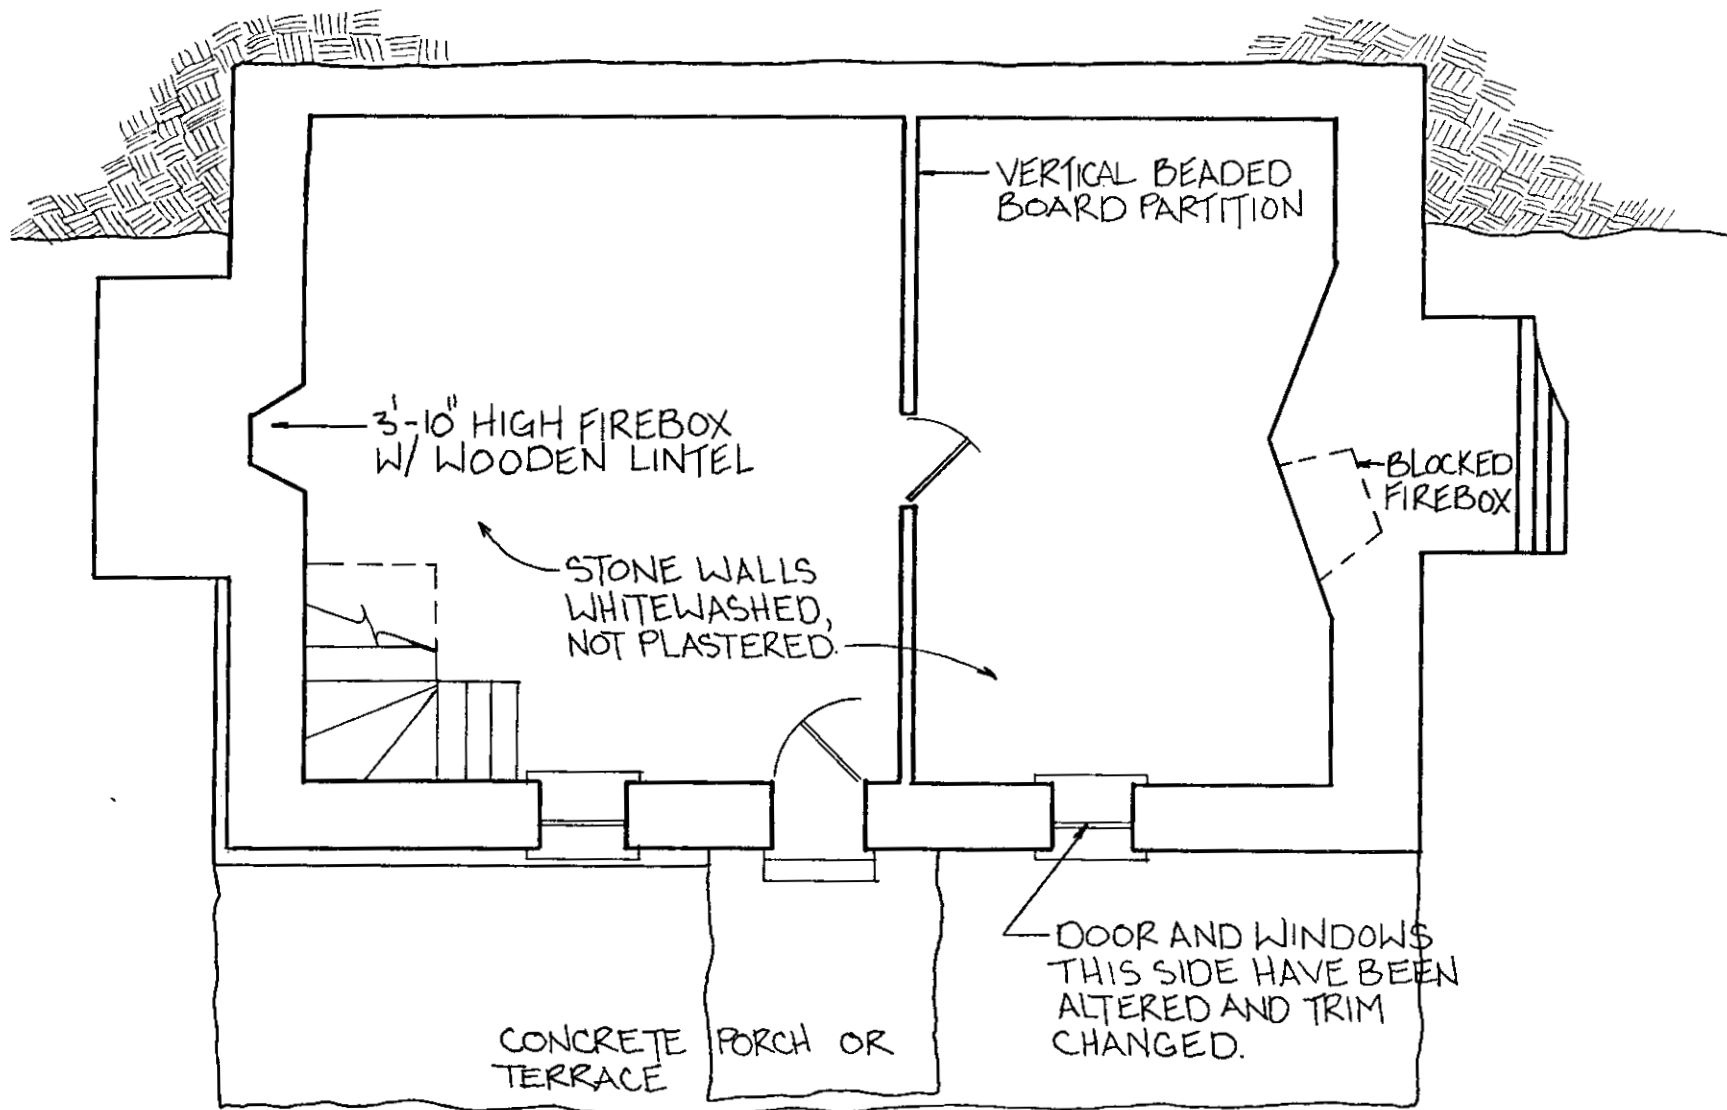 VERTICAL BEADED
BOARD PARTITION
3'-10" HIGH FIREBOX
W/ WOODEN LINTEL
BLOCKED
FIREBOX
STONE WALLS
WHITEWASHED,
NOT PLASTERED.
DOOR AND WINDOWS
THIS SIDE HAVE BEEN
ALTERED AND TRIM
CHANGED.
CONCRETE PORCH OR
TERRACE